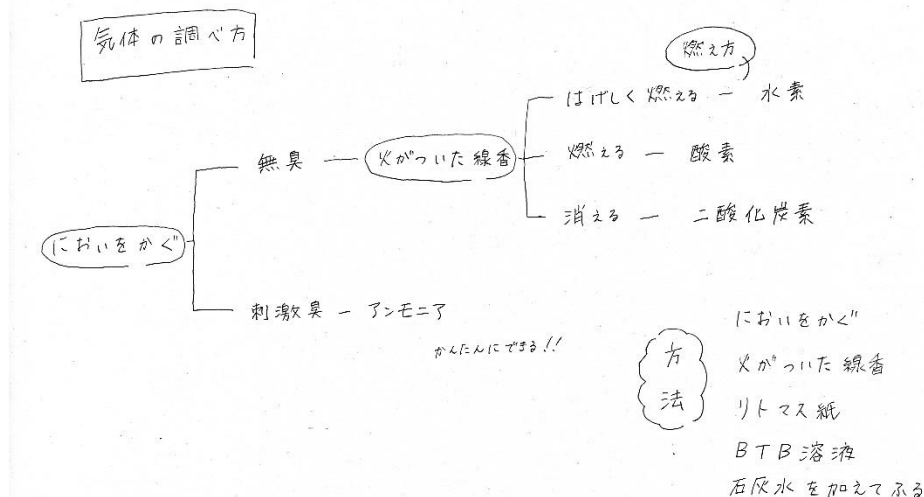 気体の調べ方
燃え方
はげしく燃える ー 水素
無臭 ー 火がついた線香
燃える ー 酸素
消える ー 二酸化炭素
においをかぐ
刺激臭 ー アンモニア
かんたんにできる!!
方法
においをかぐ
火がついた線香
リトマス紙
BTB溶液
石灰水を加えてふる